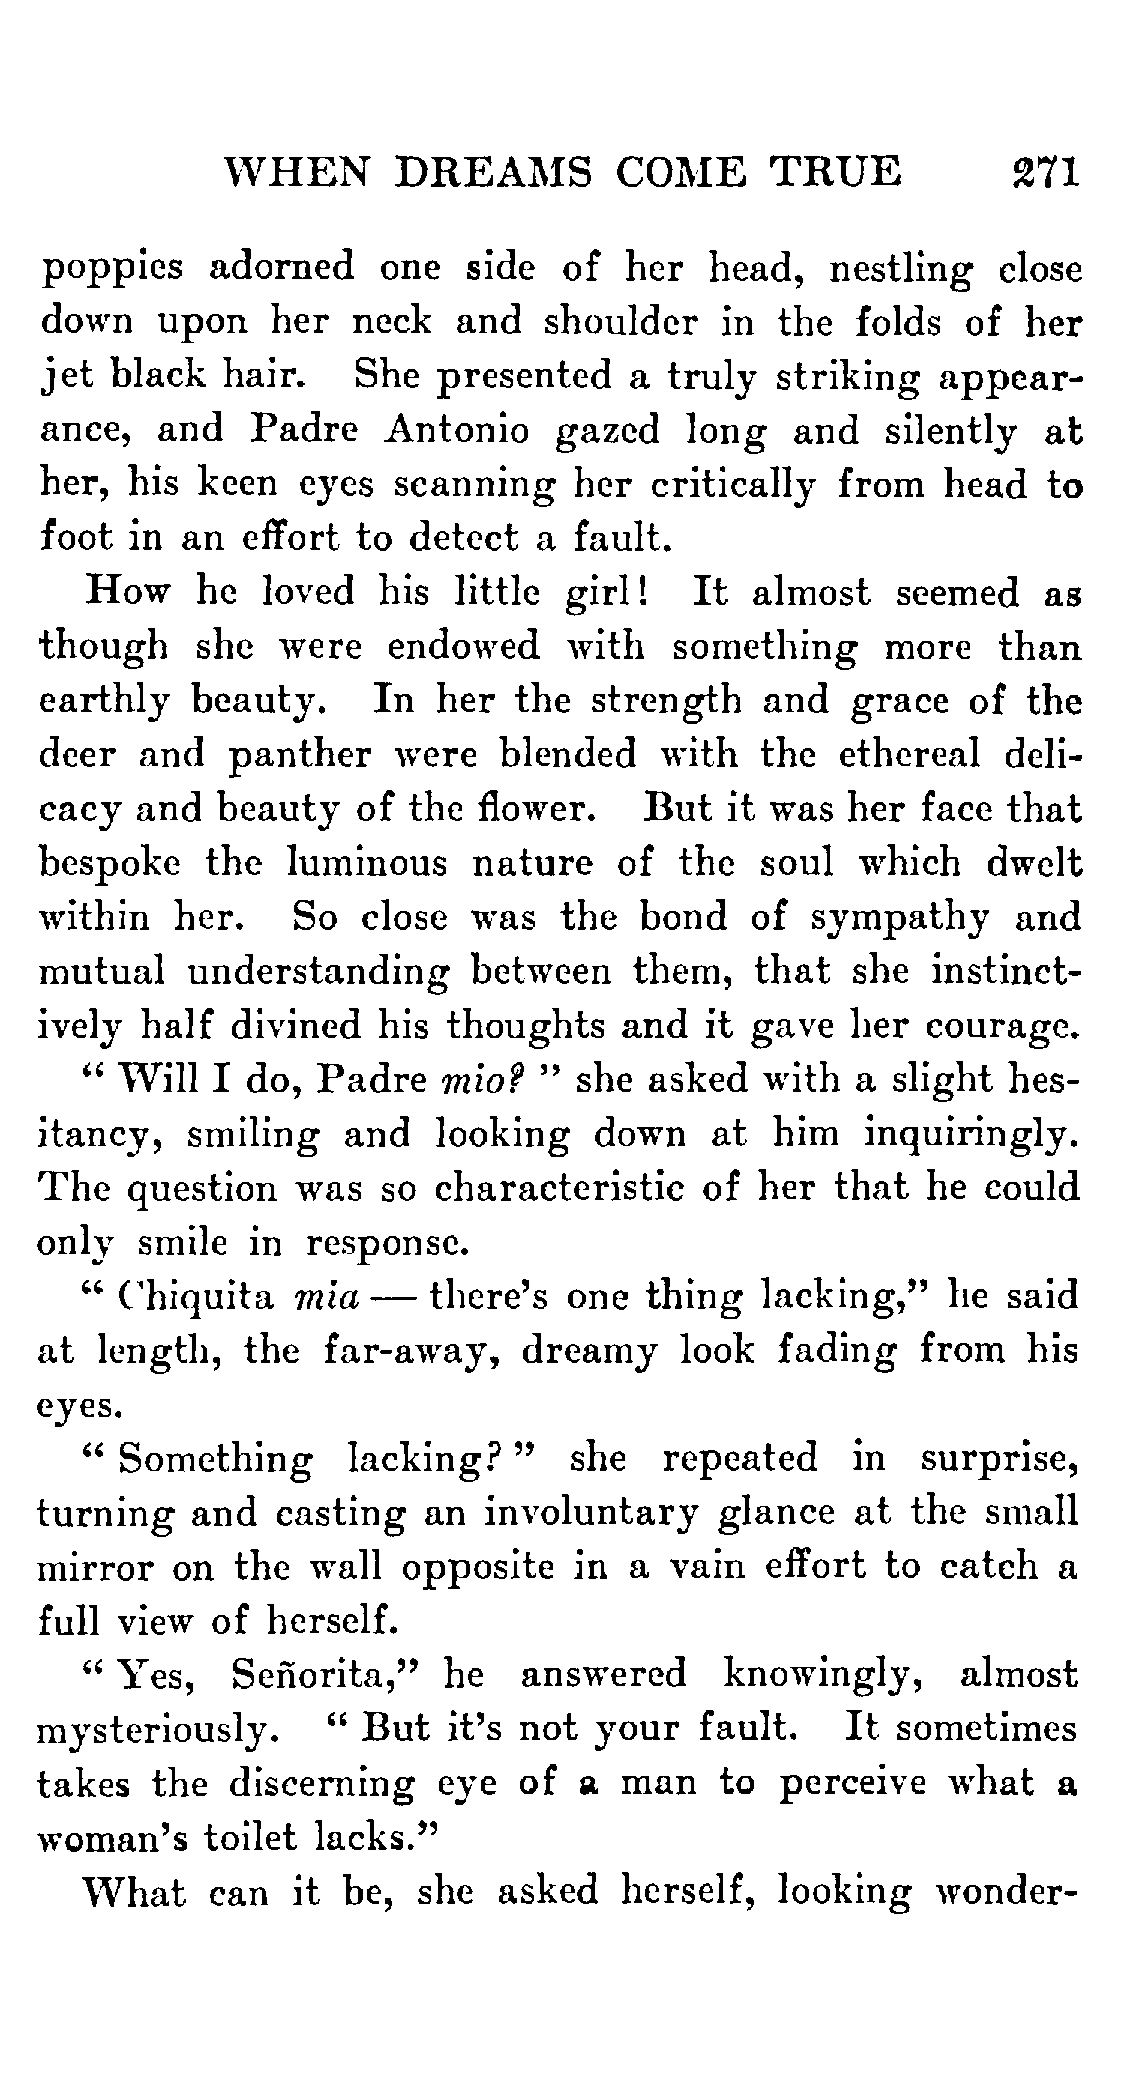 WHEN DREAMS COME TRUE 271
poppies adorned one side of her head, nestling close
down upon her neck and shoulder in the folds of her
jet black hair. She presented a truly striking appear-
ance, and Padre Antonio gazed long and silently at
her, his keen eyes scanning her critically from head to
foot in an effort to detect a fault.
How he loved his little girl! It almost seemed as
though she were endowed with something more than
earthly beauty. In her the strength and grace of the
deer and panther were blended with the ethereal deli-
cacy and beauty of the flower. But it was her face that
bespoke the luminous nature of the soul which dwelt
within her. So close was the bond of sympathy and
mutual understanding between them, that she instinct-
ively half divined his thoughts and it gave her courage.
" Will I do, Padre mio? " she asked with a slight hes-
itancy, smiling and looking down at him inquiringly.
The question was so characteristic of her that he could
only smile in response.
" Chiquita mia — there's one thing lacking," he said
at length, the far-away, dreamy look fading from his
eyes.
" Something lacking? " she repeated in surprise,
turning and casting an involuntary glance at the small
mirror on the wall opposite in a vain effort to catch a
full view of herself.
" Yes, Señorita," he answered knowingly, almost
mysteriously. " But it's not your fault. It sometimes
takes the discerning eye of a man to perceive what a
woman's toilet lacks."
What can it be, she asked herself, looking wonder-